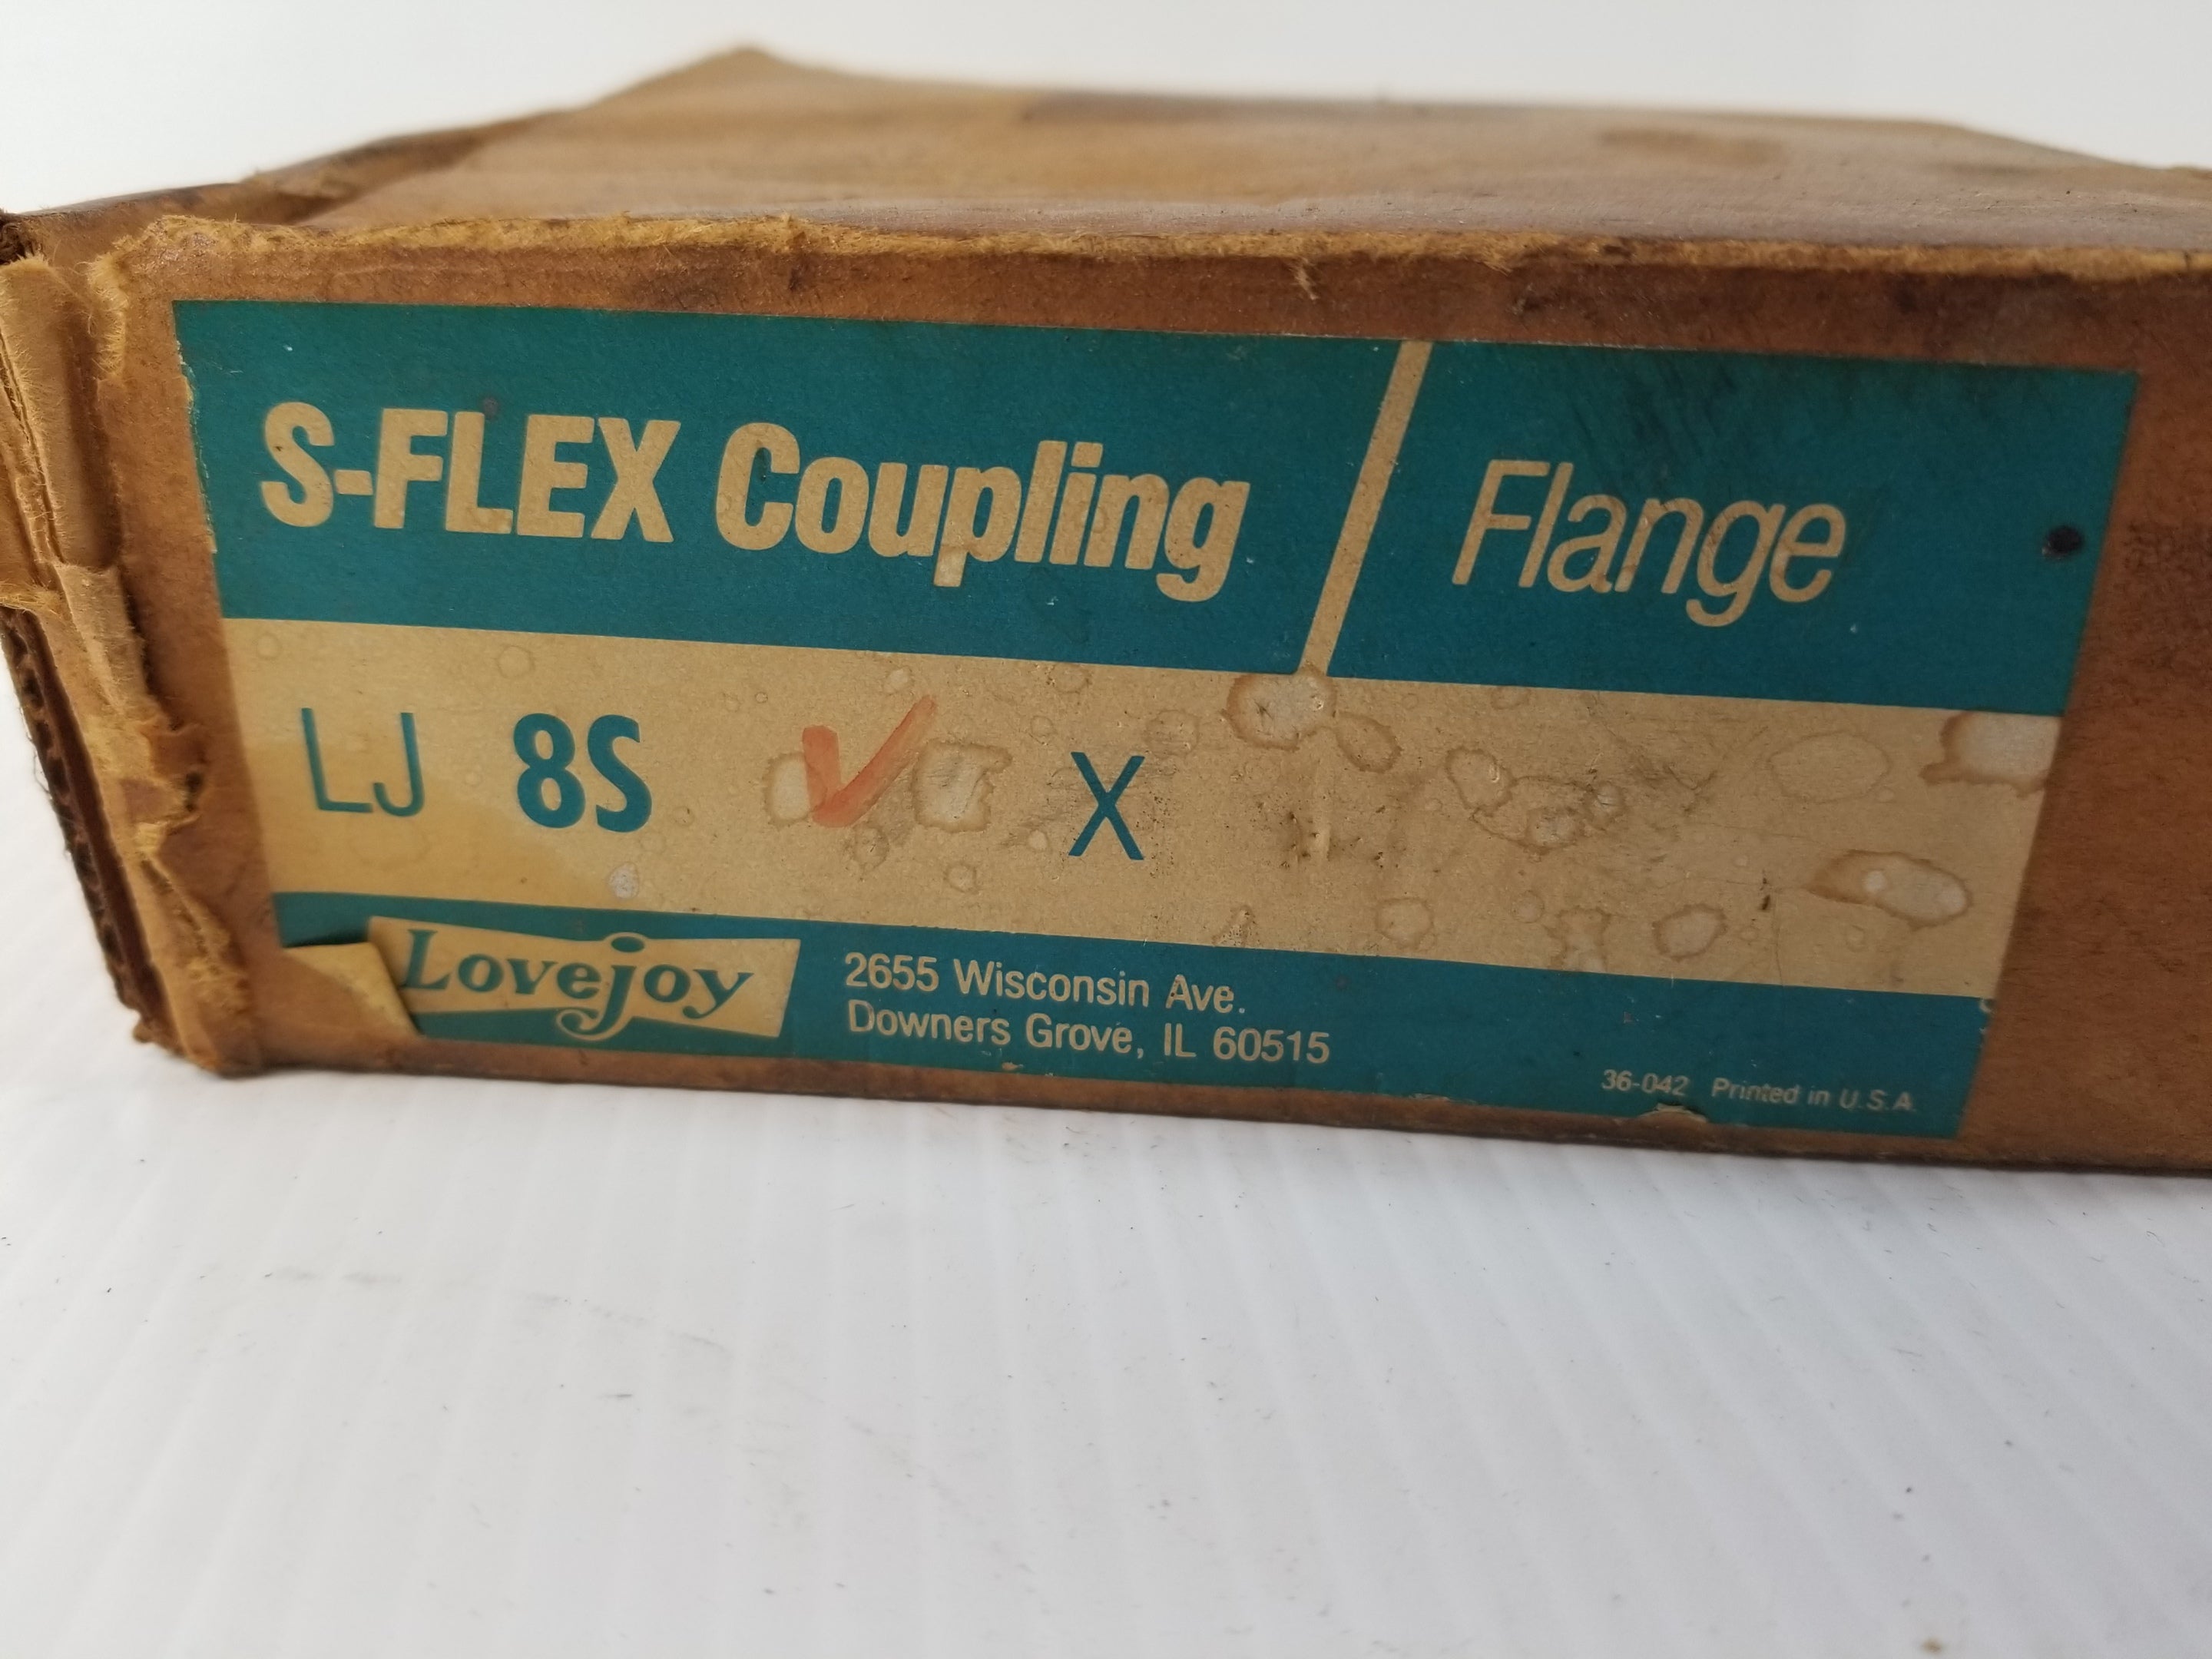 S-FLEX Coupling Flange
LJ 8S X
Lovejoy
2655 Wisconsin Ave.
Downers Grove, IL 60515
36-042 Printed in U.S.A.